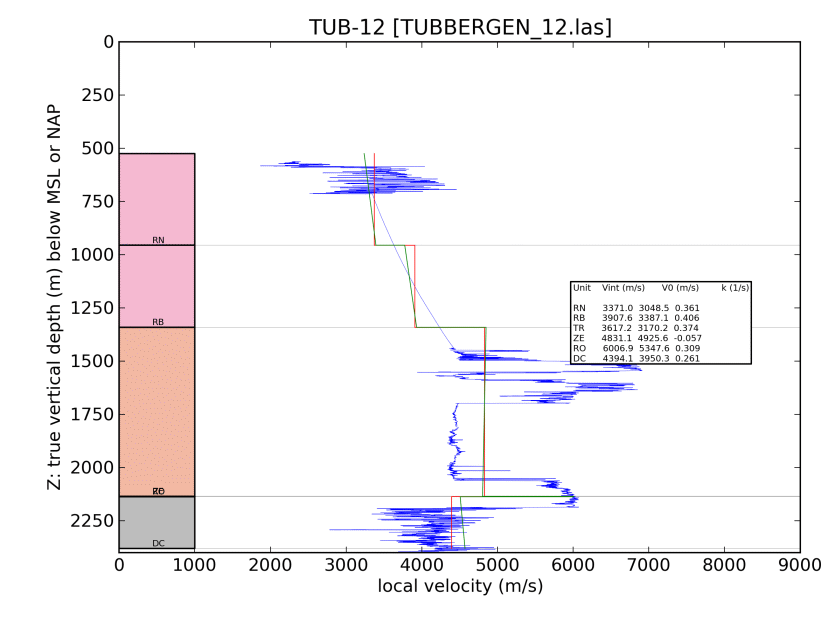 TUB-12 [TUBBERGEN_12.las]
Z: true vertical depth (m) below MSL or NAP
0
250
500
750
1000
1250
1500
1750
2000
2250
RN
RB
ZE
RO
DC
Unit Vint (m/s) V0 (m/s) k (1/s)
RN 3371.0 3048.5 0.361
RB 3907.6 3387.1 0.406
TR 3617.2 3170.2 0.374
ZE 4831.1 4925.6 -0.057
RO 6006.9 5347.6 0.309
DC 4394.1 3950.3 0.261
0 1000 2000 3000 4000 5000 6000 7000 8000 9000
local velocity (m/s)